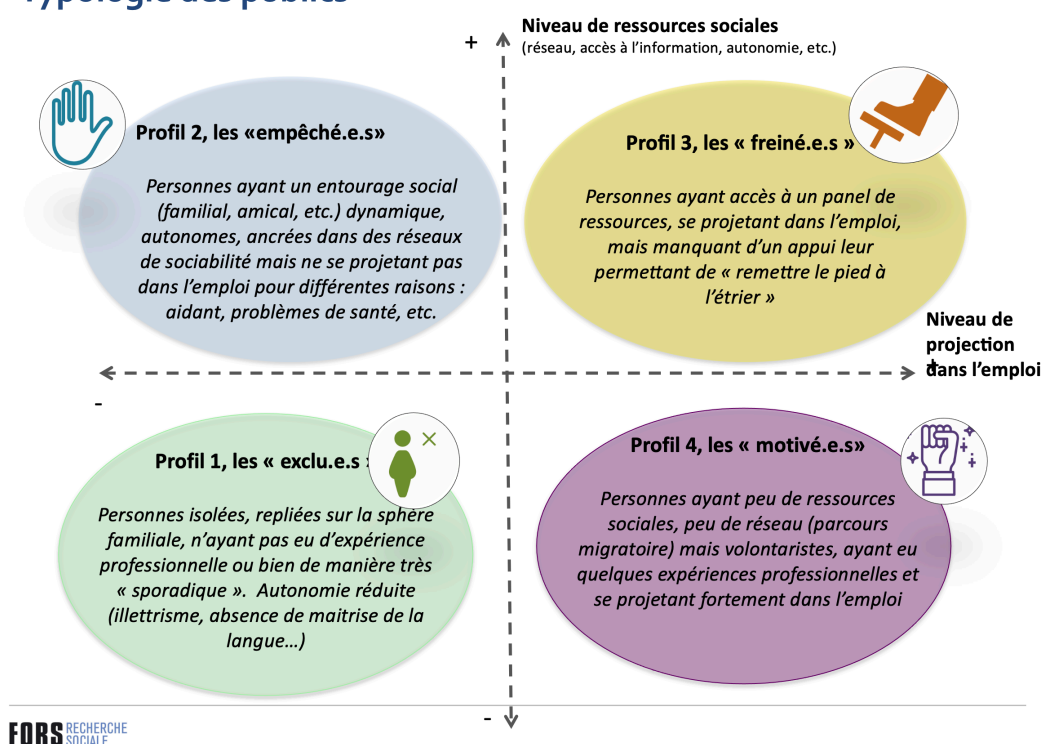 Typologie des publics
Niveau de ressources sociales
+
(réseau, accès à l'information, autonomie, etc.)
Profil 2, les «empêché.e.s»
Personnes ayant un entourage social
(familial, amical, etc.) dynamique,
autonomes, ancrées dans des réseaux
de sociabilité mais ne se projetant pas
dans l'emploi pour différentes raisons :
aidant, problèmes de santé, etc.
Profil 3, les « freiné.e.s »
Personnes ayant accès à un panel de
ressources, se projetant dans l'emploi,
mais manquant d'un appui leur
permettant de « remettre le pied à
l'étrier »
Niveau de
projection
dans l'emploi
+
-
Profil 1, les « exclu.e.s
Personnes isolées, repliées sur la sphère
familiale, n'ayant pas eu d'expérience
professionnelle ou bien de manière très
« sporadique ». Autonomie réduite
(illettrisme, absence de maitrise de la
langue…)
Profil 4, les « motivé.e.s»
Personnes ayant peu de ressources
sociales, peu de réseau (parcours
migratoire) mais volontaristes, ayant eu
quelques expériences professionnelles et
se projetant fortement dans l'emploi
-
FORS RECHERCHE
SOCIALE